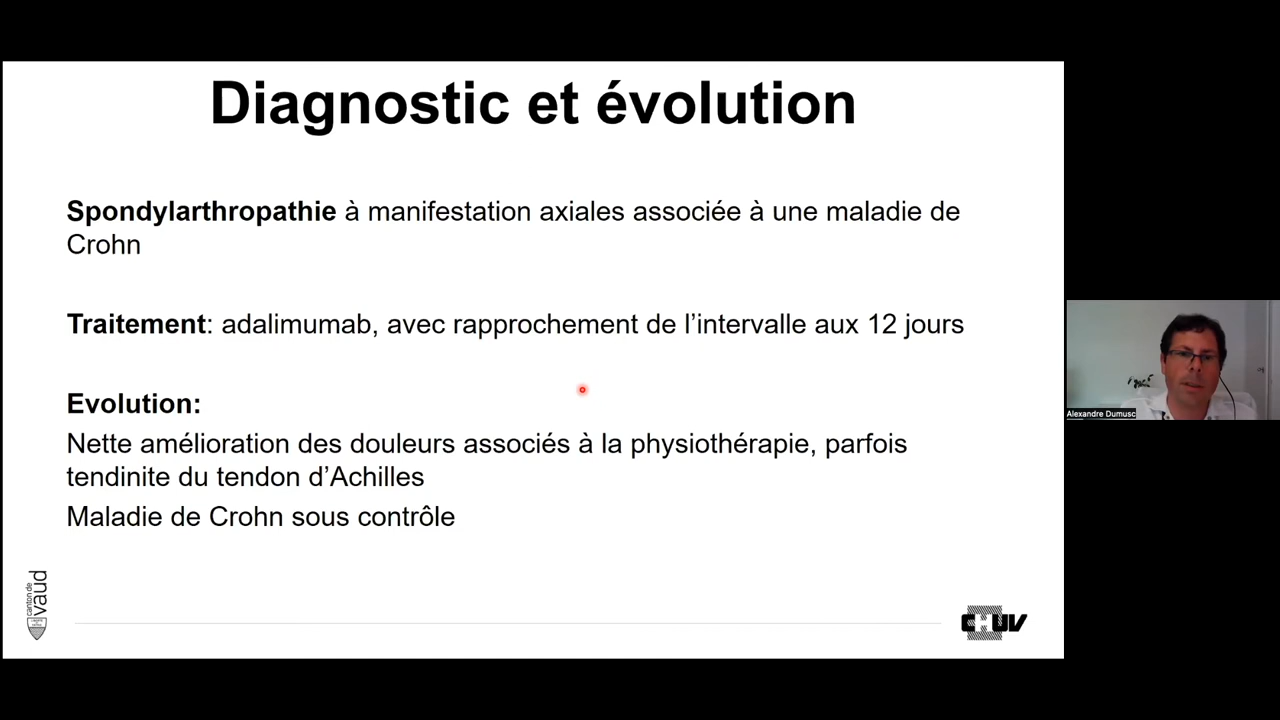 Diagnostic et évolution
Spondylarthropathie à manifestation axiales associée à une maladie de
Crohn
Traitement: adalimumab, avec rapprochement de l’intervalle aux 12 jours
Evolution:
Nette amélioration des douleurs associés à la physiothérapie, parfois
tendinite du tendon d’Achilles
Maladie de Crohn sous contrôle
canton de
vaud
CHUV
Alexandre Dumusc